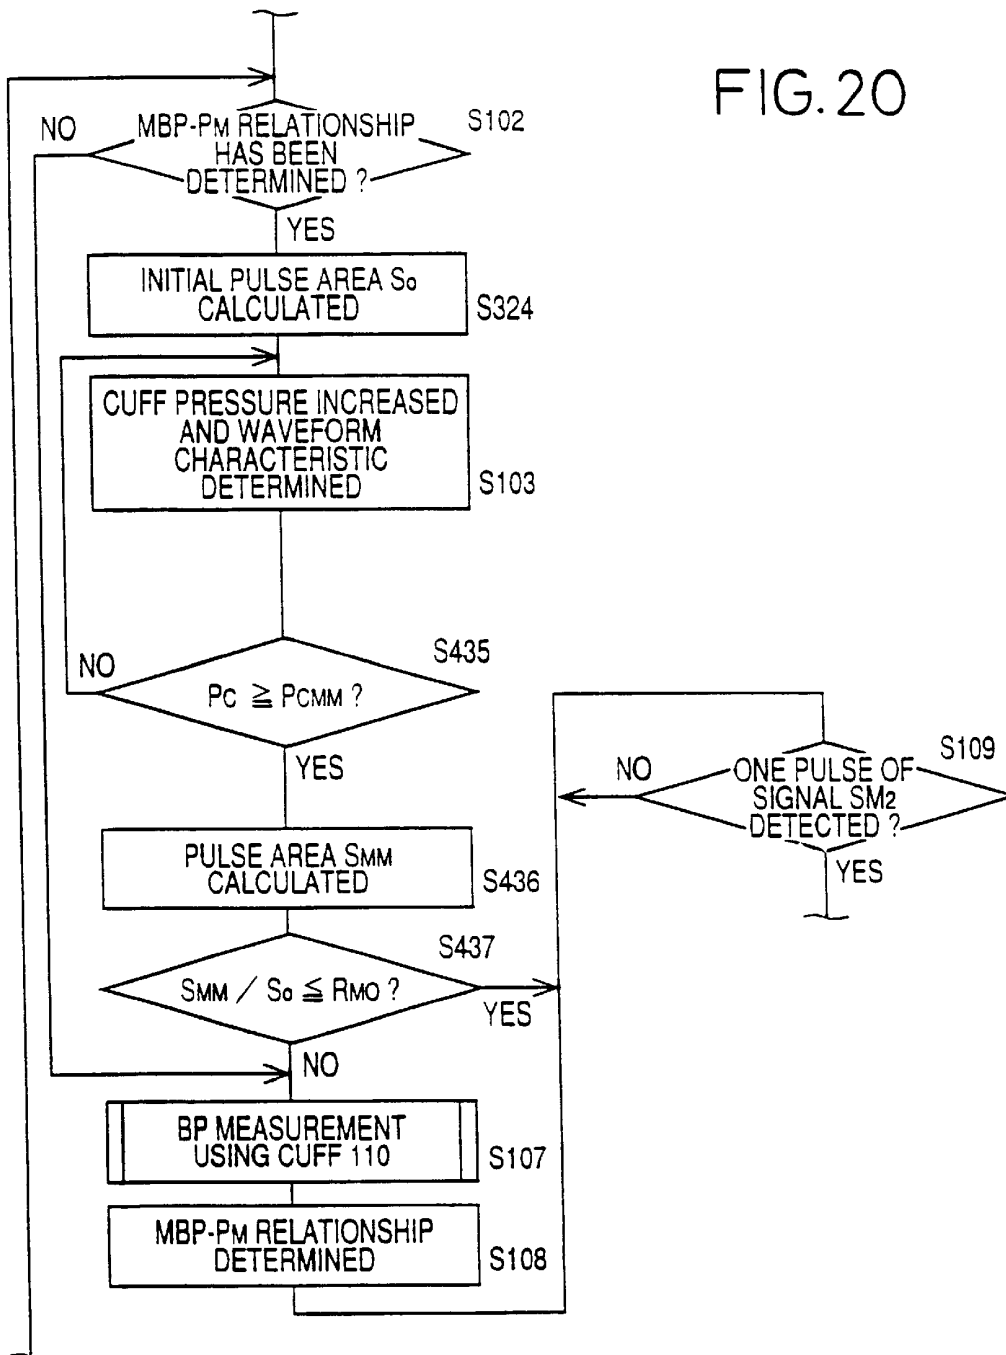 FIG.20
NO
MBP-PM RELATIONSHIP
HAS BEEN
DETERMINED ?
S102
YES
INITIAL PULSE AREA So
CALCULATED
S324
CUFF PRESSURE INCREASED
AND WAVEFORM
CHARACTERISTIC
DETERMINED
S103
NO
S435
PC ≧ PCMM ?
YES
PULSE AREA SMM
CALCULATED
S436
S437
SMM / So ≦ RMO ?
YES
NO
BP MEASUREMENT
USING CUFF 110
S107
MBP-PM RELATIONSHIP
DETERMINED
S108
NO
ONE PULSE OF
SIGNAL SM2
DETECTED ?
S109
YES